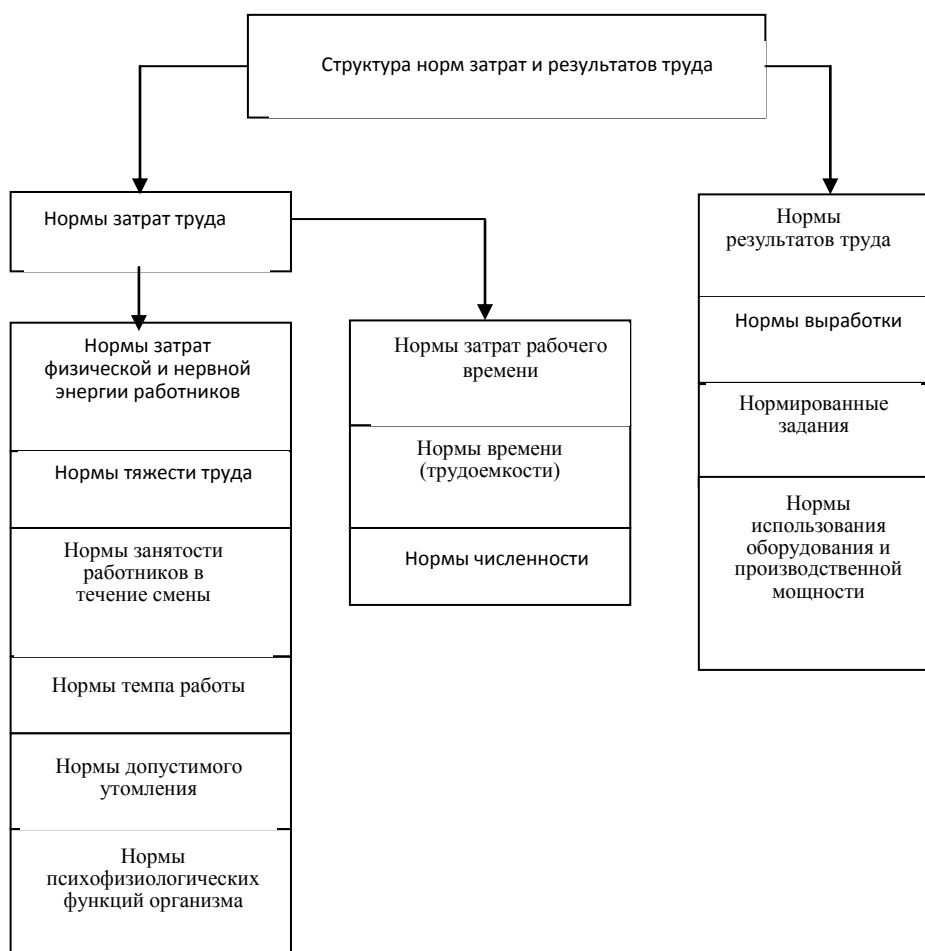 Структура норм затрат и результатов труда
Нормы затрат труда
Нормы затрат
физической и нервной
энергии работников
Нормы тяжести труда
Нормы занятости
работников в
течение смены
Нормы темпа работы
Нормы допустимого
утомления
Нормы
психофизиологических
функций организма
Нормы затрат рабочего
времени
Нормы времени
(трудоемкости)
Нормы численности
Нормы
результатов труда
Нормы выработки
Нормированные
задания
Нормы
использования
оборудования и
производственной
мощности